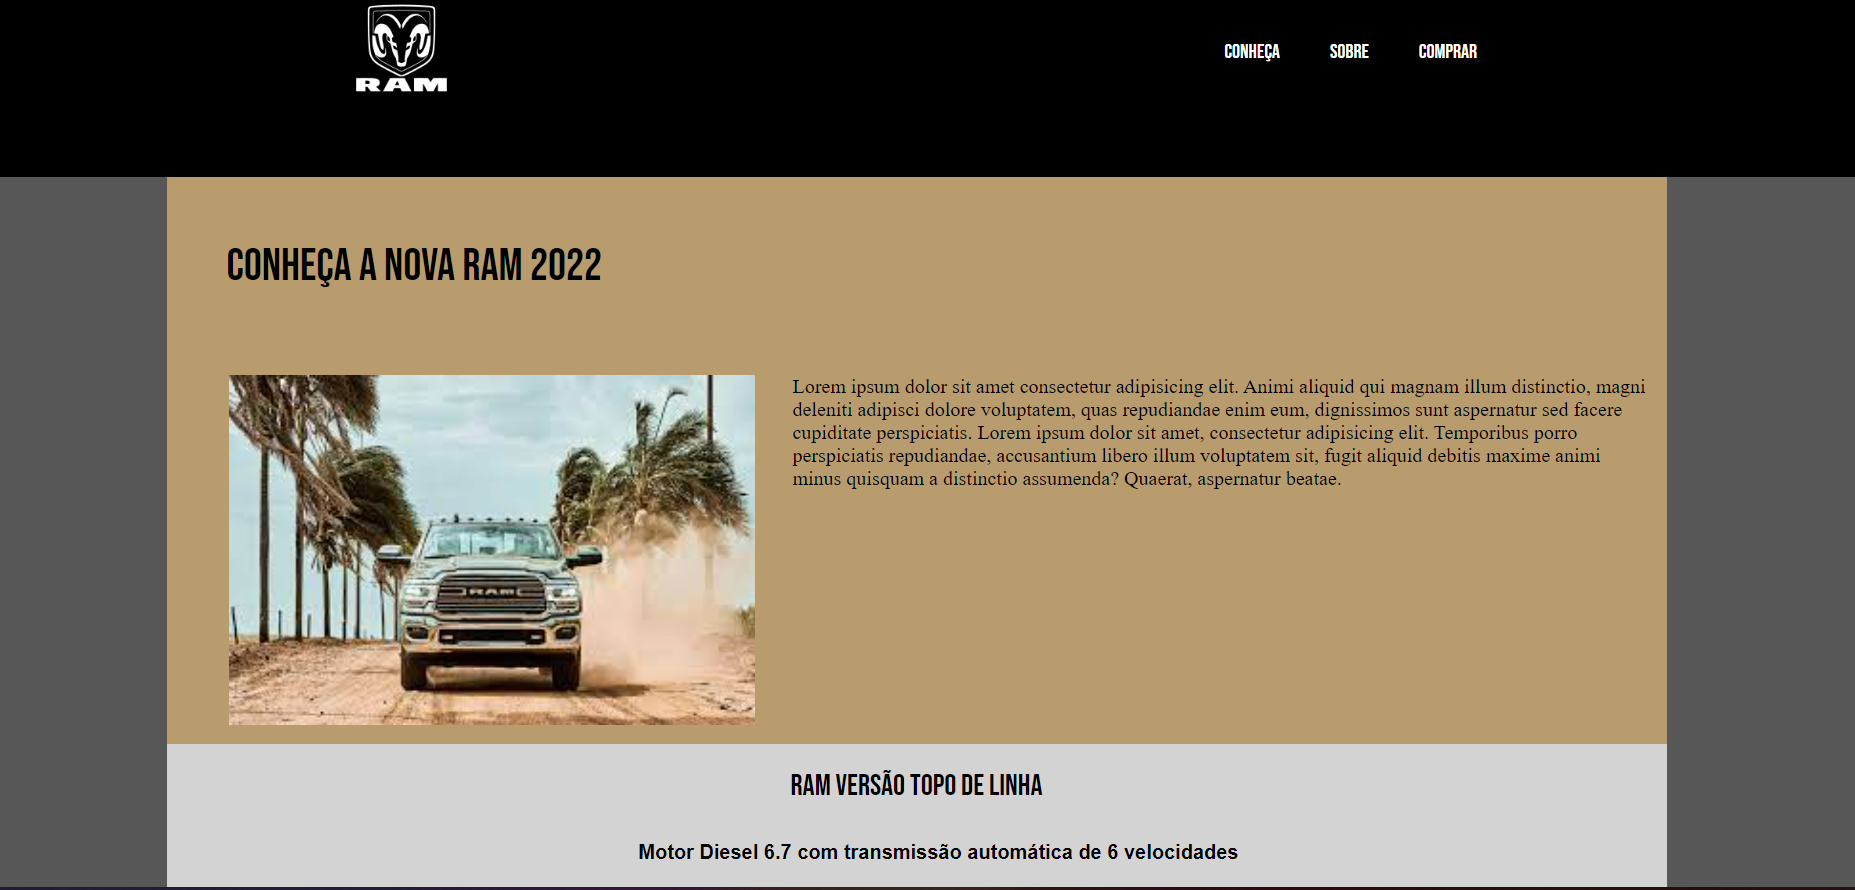 RAM
CONHEÇA SOBRE COMPRAR
CONHEÇA A NOVA RAM 2022
Lorem ipsum dolor sit amet consectetur adipisicing elit. Animi aliquid qui magnam illum distinctio, magni
deleniti adipisci dolore voluptatem, quas repudiandae enim eum, dignissimos sunt aspernatur sed facere
cupiditate perspiciatis. Lorem ipsum dolor sit amet, consectetur adipisicing elit. Temporibus porro
perspiciatis repudiandae, accusantium libero illum voluptatem sit, fugit aliquid debitis maxime animi
minus quisquam a distinctio assumenda? Quaerat, aspernatur beatae.
RAM
RAM VERSÃO TOPO DE LINHA
Motor Diesel 6.7 com transmissão automática de 6 velocidades